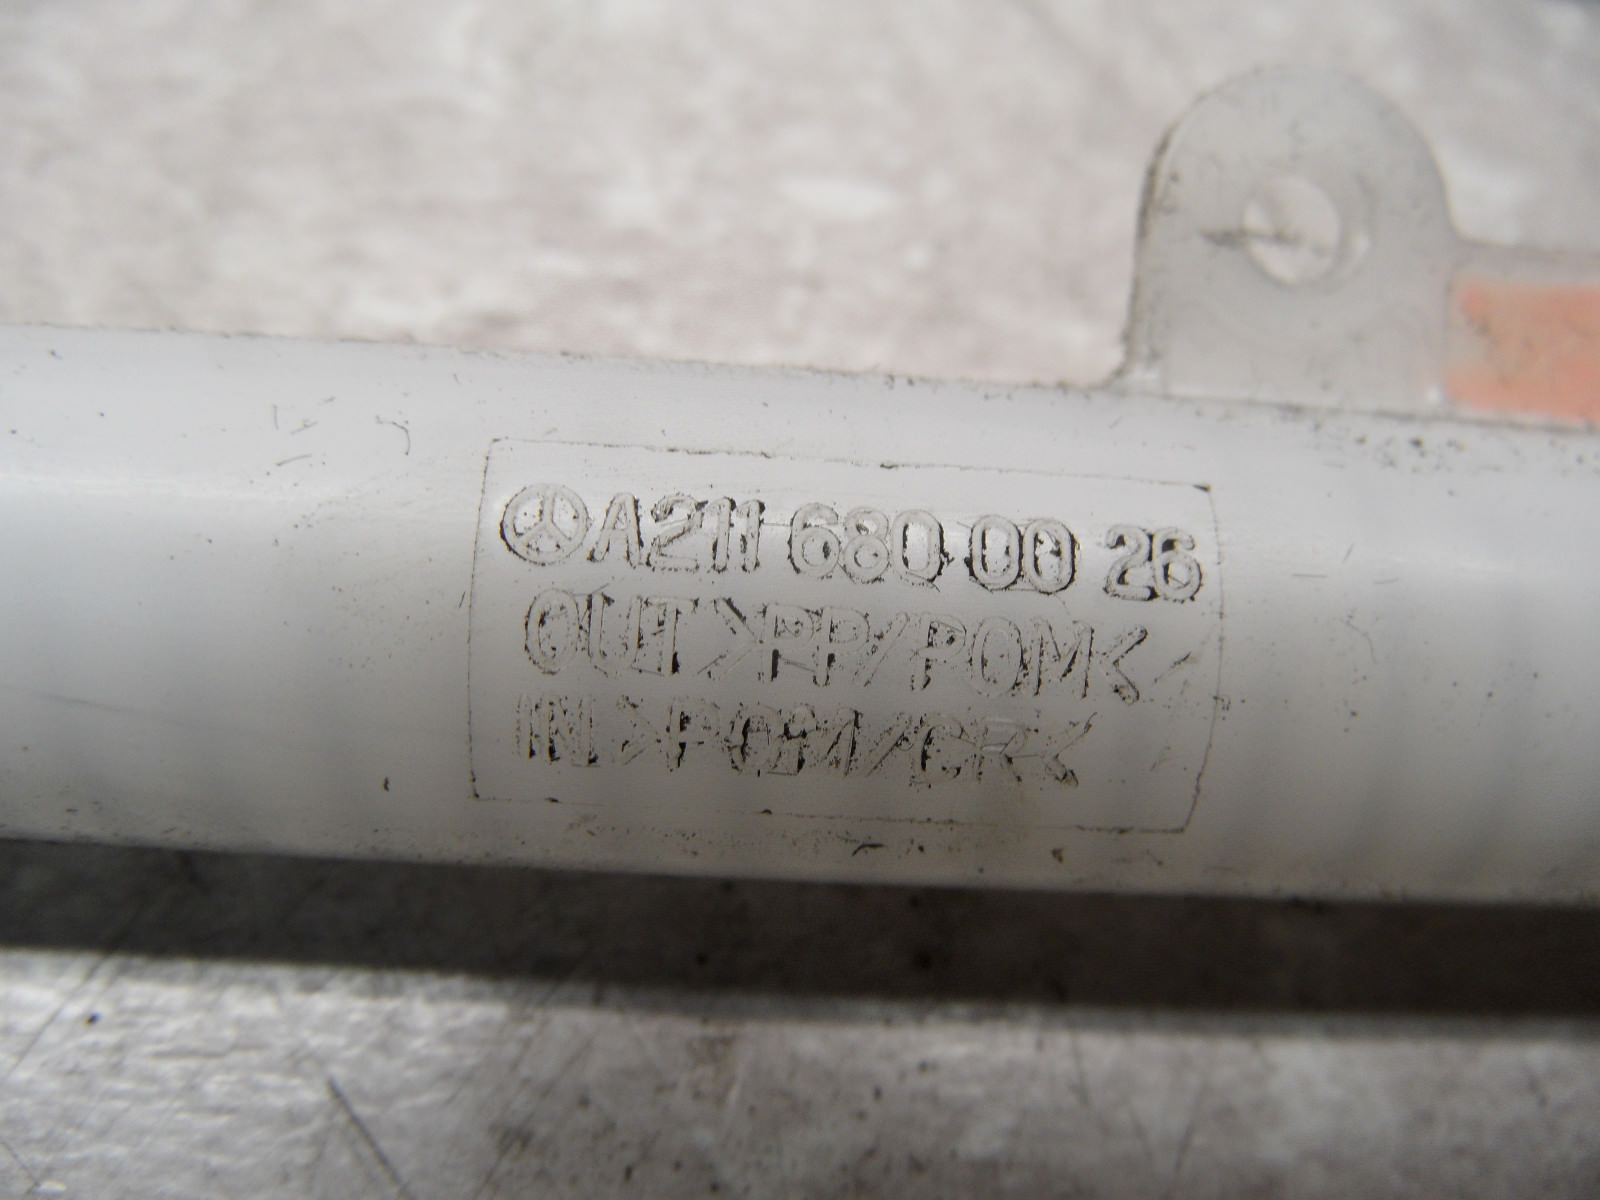 A211 680 00 26
OUT >PP/POM<
IN >POM/CR<